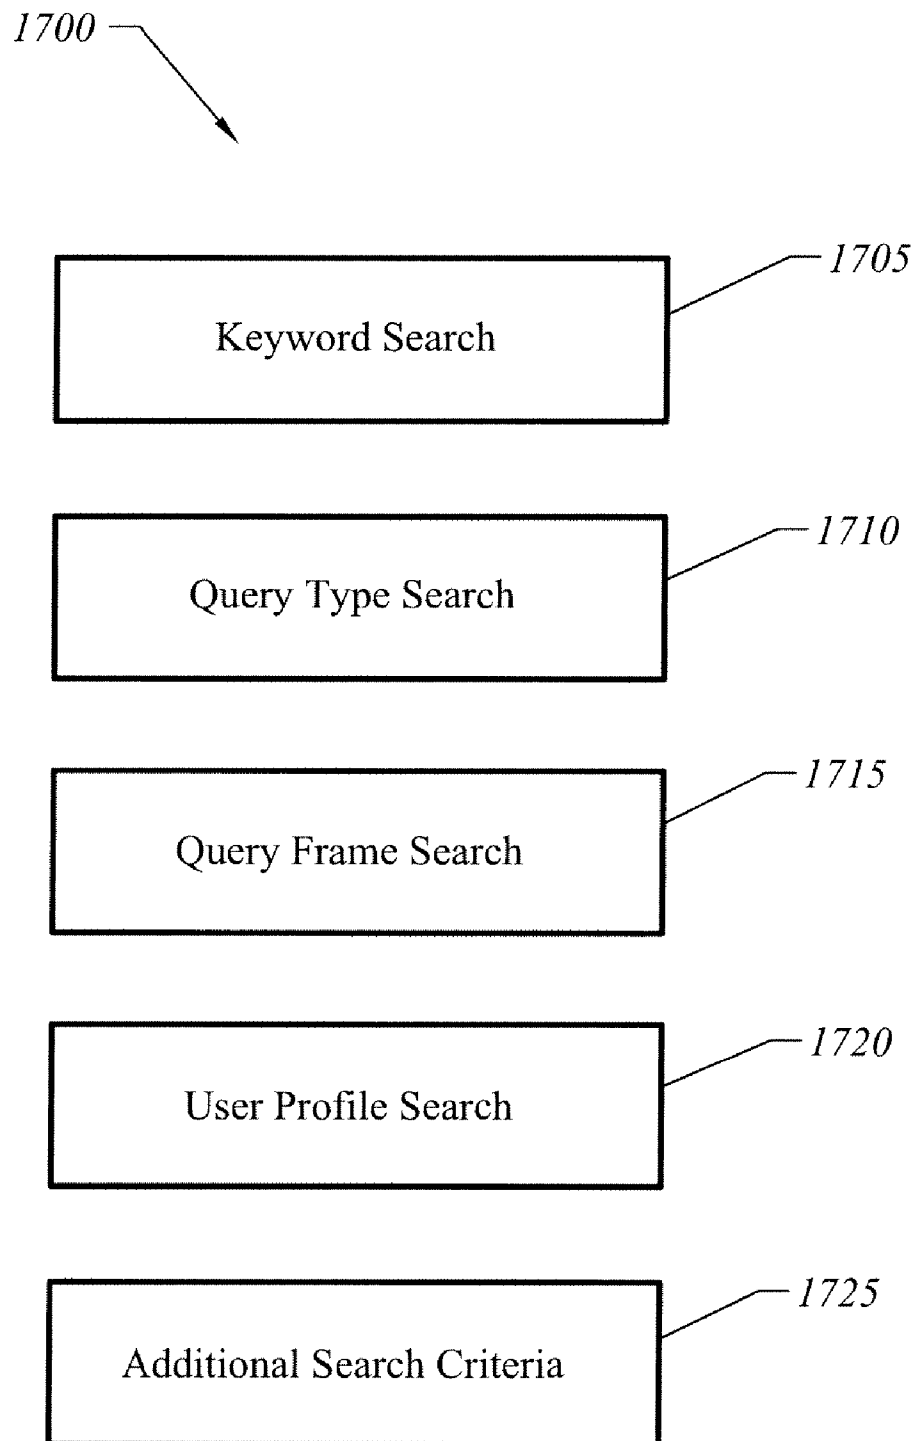 1700
1705
Keyword Search
1710
Query Type Search
1715
Query Frame Search
1720
User Profile Search
1725
Additional Search Criteria